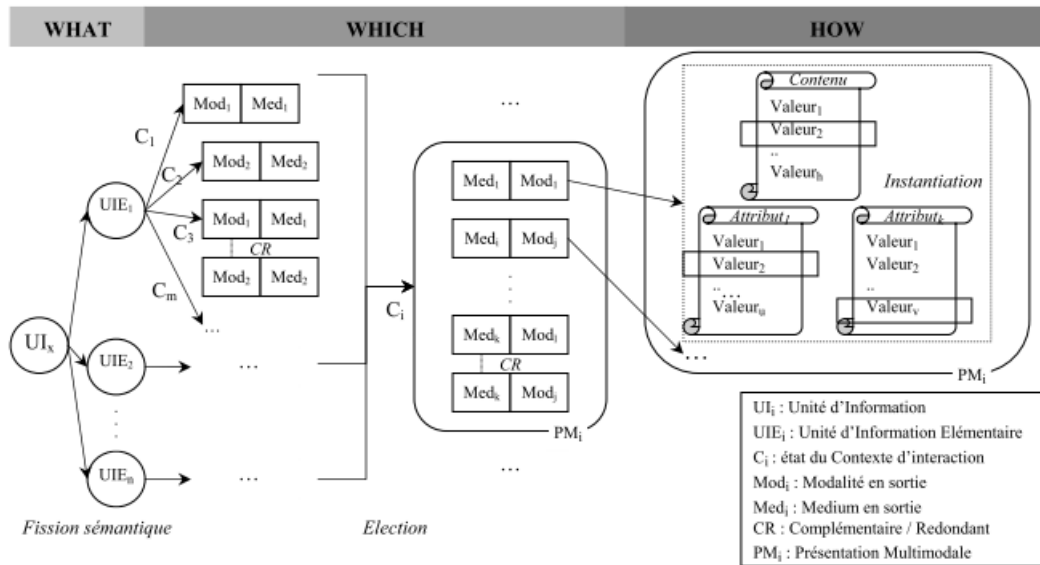 WHAT
WHICH
HOW
UIₓ
UIE₁
UIE₂
UIEₙ
C₁
C₂
C₃
Cₘ
Mod₁ Med₁
Mod₂ Med₂
Mod₁ Med₁
CR
Mod₂ Med₂
...
...
...
Fission sémantique
Election
Cᵢ
...
Med₁ Mod₁
Medᵢ Modⱼ
Medₖ Modₗ
CR
Medₖ Modⱼ
PMᵢ
...
Contenu
Valeur₁
Valeur₂
..
Valeurₕ
Instantiation
Attribut₁
Valeur₁
Valeur₂
..
...
Valeurᵤ
Attributₖ
Valeur₁
Valeur₂
..
Valeurᵥ
...
PMᵢ
UIᵢ : Unité d'Information
UIEᵢ : Unité d'Information Elémentaire
Cᵢ : état du Contexte d'interaction
Modᵢ : Modalité en sortie
Medᵢ : Medium en sortie
CR : Complémentaire / Redondant
PMᵢ : Présentation Multimodale